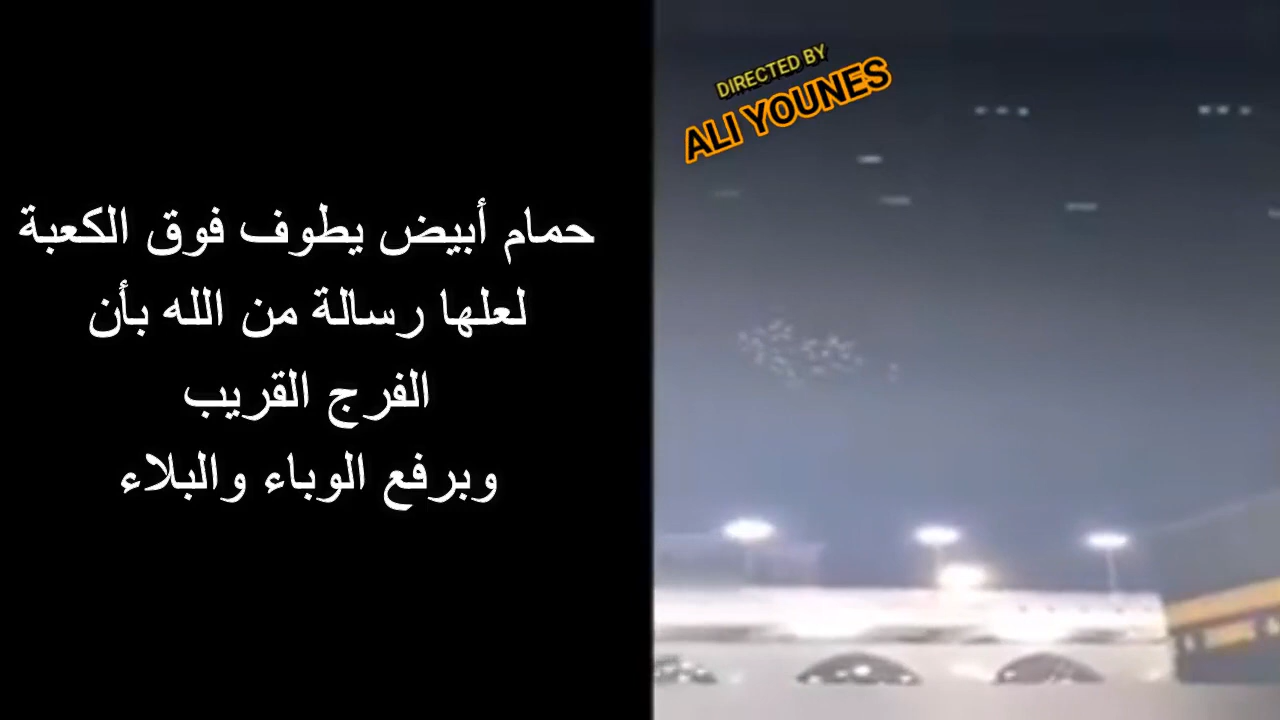 حمام أبيض يطوف فوق الكعبة
لعلها رسالة من الله بأن
الفرج القريب
وبرفع الوباء والبلاء
DIRECTED BY
ALI YOUNES